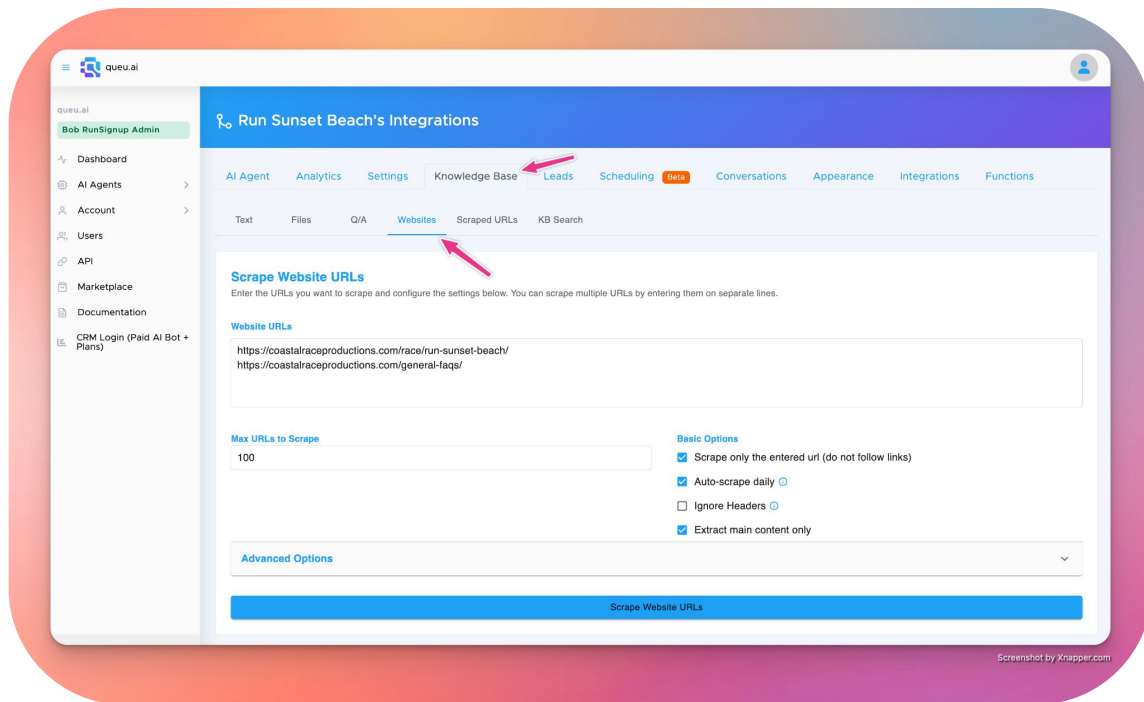 queu.ai
queu.ai
Bob RunSignup Admin
Dashboard
AI Agents
Account
Users
API
Marketplace
Documentation
CRM Login (Paid AI Bot +
Plans)
Run Sunset Beach's Integrations
AI Agent Analytics Settings Knowledge Base Leads Scheduling Beta Conversations Appearance Integrations Functions
Text Files Q/A Websites Scraped URLs KB Search
Scrape Website URLs
Enter the URLs you want to scrape and configure the settings below. You can scrape multiple URLs by entering them on separate lines.
Website URLs
https://coastalraceproductions.com/race/run-sunset-beach/
https://coastalraceproductions.com/general-faqs/
Max URLs to Scrape
100
Basic Options
Scrape only the entered url (do not follow links)
Auto-scrape daily
Ignore Headers
Extract main content only
Advanced Options
Scrape Website URLs
Screenshot by Xnapper.com